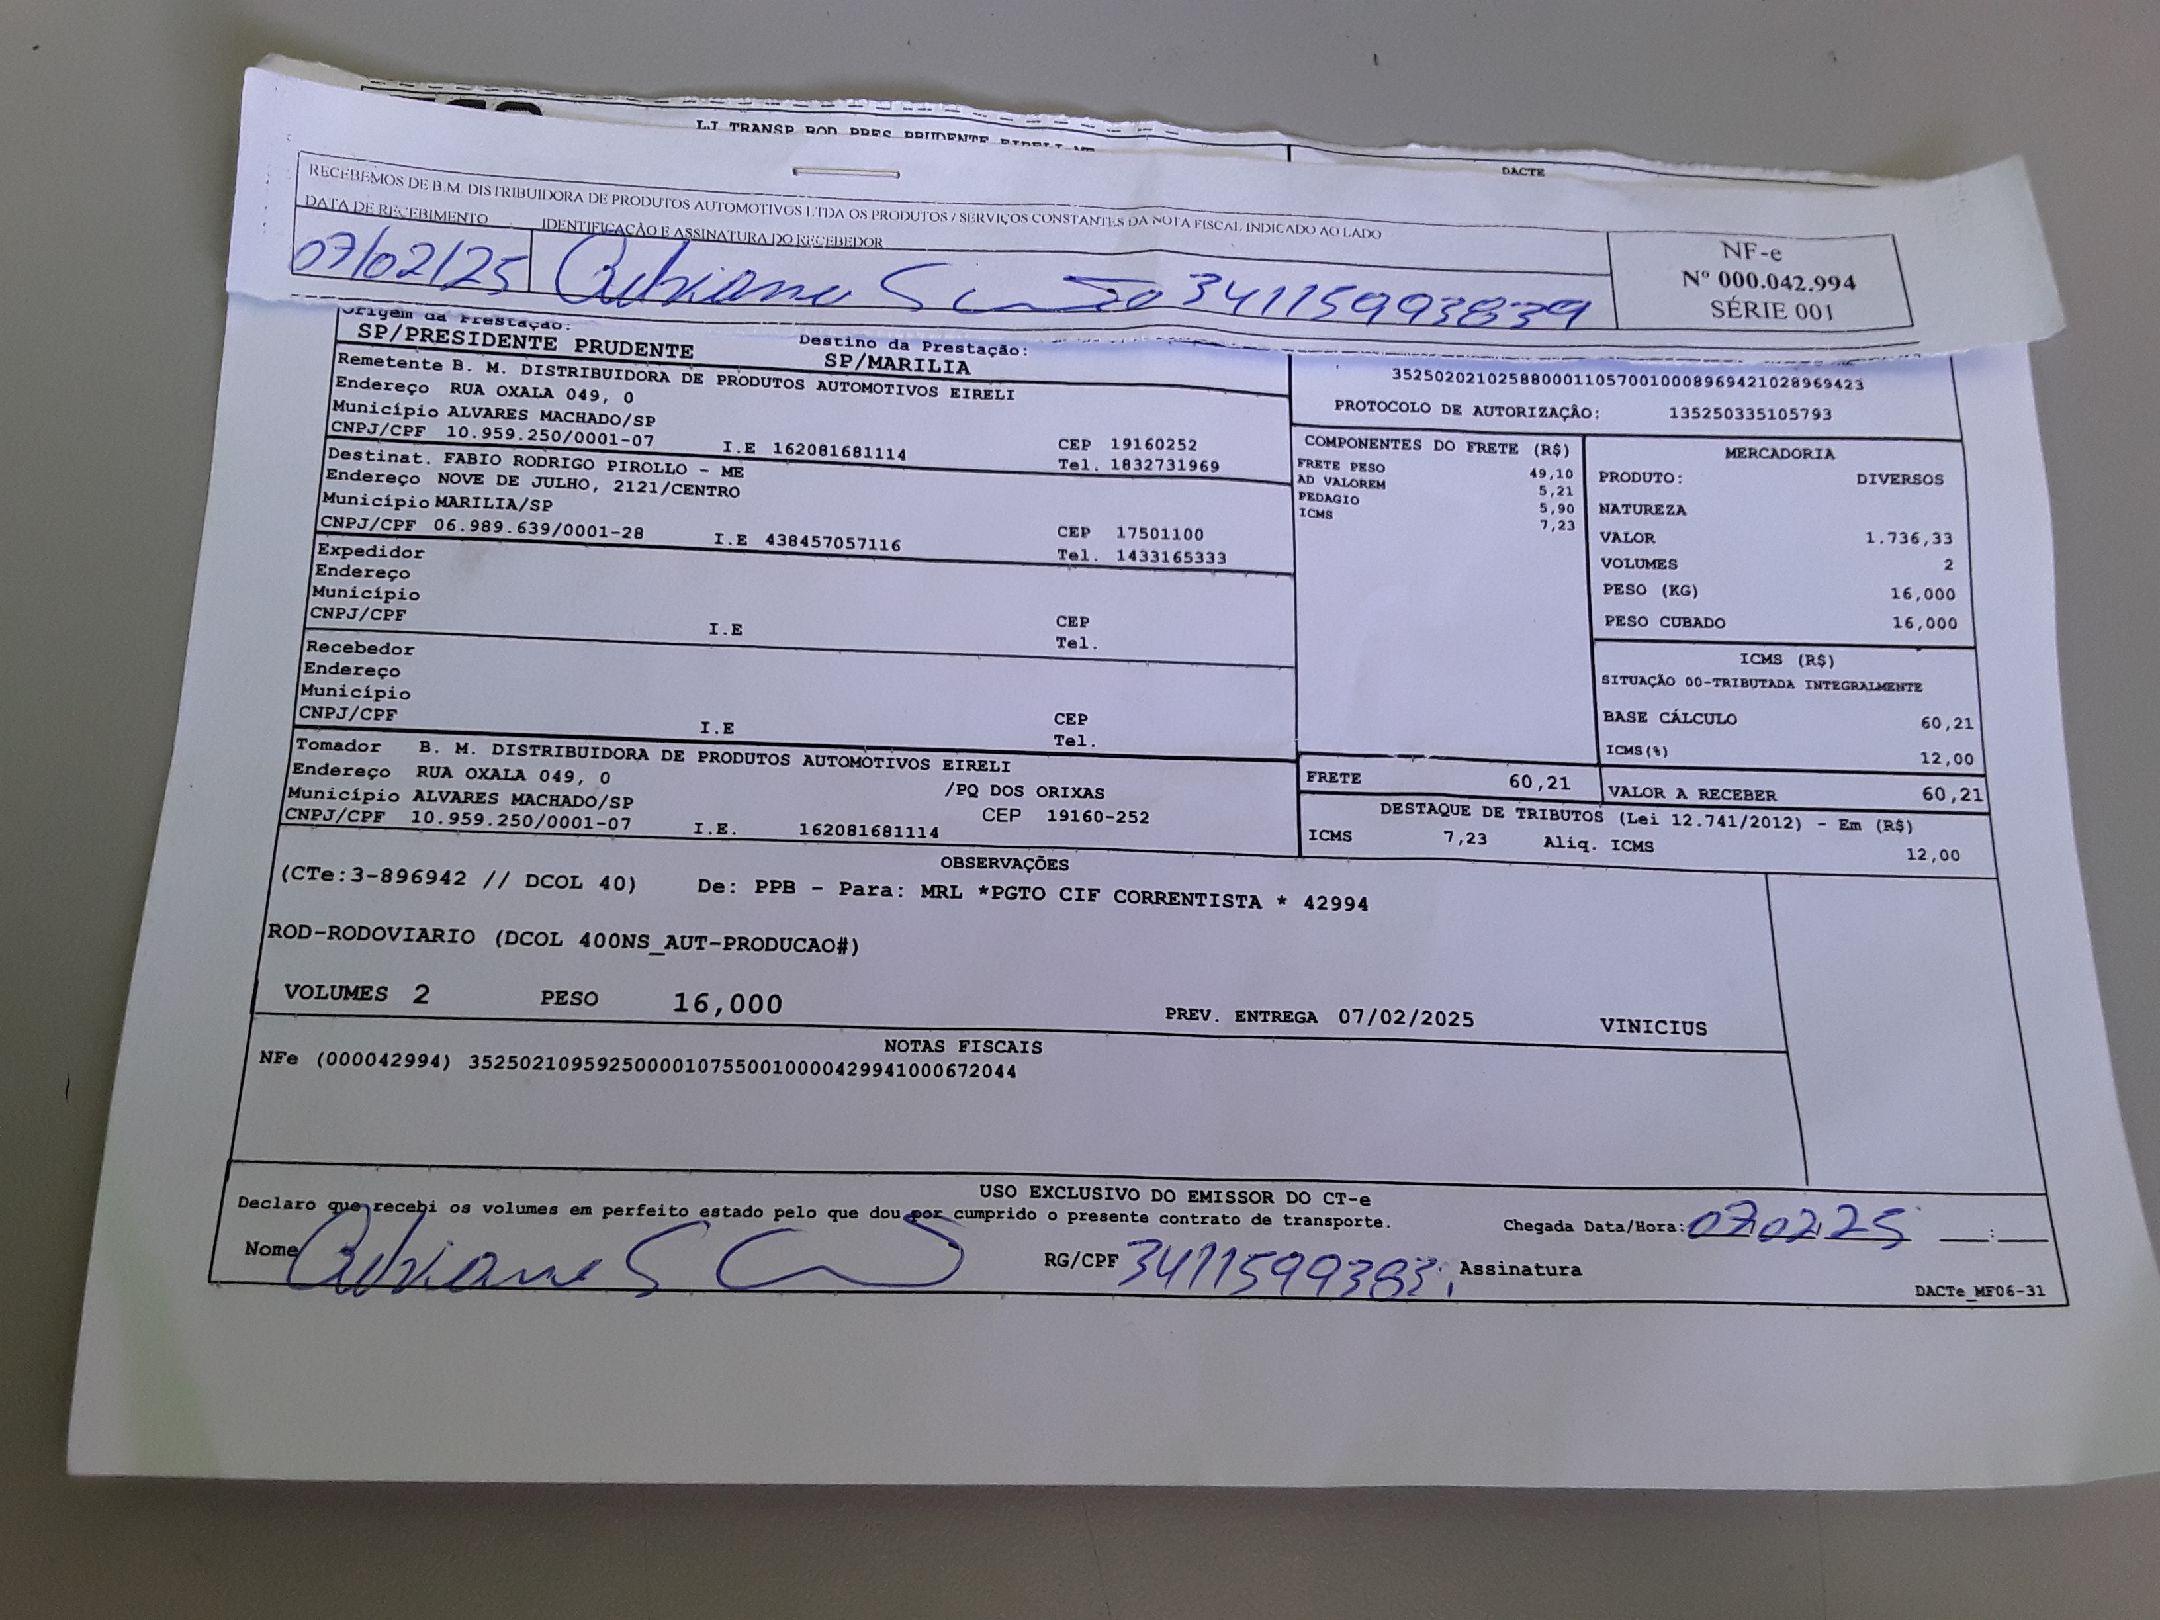 LJ TRANSP ROD PRES PRUDENTE EIRELI
DACTE
RECEBEMOS DE B.M. DISTRIBUIDORA DE PRODUTOS AUTOMOTIVOS LTDA OS PRODUTOS / SERVIÇOS CONSTANTES DA NOTA FISCAL INDICADO AO LADO
DATA DE RECEBIMENTO IDENTIFICAÇÃO E ASSINATURA DO RECEBEDOR
07/02/25 34115993839
NF-e
Nº 000.042.994
SÉRIE 001
Origem da Prestação: Destino da Prestação:
SP/PRESIDENTE PRUDENTE SP/MARILIA
Remetente B. M. DISTRIBUIDORA DE PRODUTOS AUTOMOTIVOS EIRELI
Endereço RUA OXALA 049, 0
Município ALVARES MACHADO/SP CEP 19160252
CNPJ/CPF 10.959.250/0001-07 I.E 162081681114 Tel. 1832731969
Destinat. FABIO RODRIGO PIROLLO - ME
Endereço NOVE DE JULHO, 2121/CENTRO
Município MARILIA/SP CEP 17501100
CNPJ/CPF 06.989.639/0001-28 I.E 438457057116 Tel. 1433165333
Expedidor
Endereço
Município CEP
CNPJ/CPF I.E Tel.
Recebedor
Endereço
Município CEP
CNPJ/CPF I.E Tel.
Tomador B. M. DISTRIBUIDORA DE PRODUTOS AUTOMOTIVOS EIRELI
Endereço RUA OXALA 049, 0 /PQ DOS ORIXAS
Município ALVARES MACHADO/SP CEP 19160-252
CNPJ/CPF 10.959.250/0001-07 I.E. 162081681114
35250202102588000110570010008969421028969423
PROTOCOLO DE AUTORIZAÇÃO: 135250335105793
COMPONENTES DO FRETE (R$)
FRETE PESO 49,10
AD VALOREM 5,21
PEDAGIO 5,90
ICMS 7,23
MERCADORIA
PRODUTO: DIVERSOS
NATUREZA
VALOR 1.736,33
VOLUMES 2
PESO (KG) 16,000
PESO CUBADO 16,000
ICMS (R$)
SITUAÇÃO 00-TRIBUTADA INTEGRALMENTE
BASE CÁLCULO 60,21
ICMS(%) 12,00
FRETE 60,21 VALOR A RECEBER 60,21
DESTAQUE DE TRIBUTOS (Lei 12.741/2012) - Em (R$)
ICMS 7,23 Aliq. ICMS 12,00
OBSERVAÇÕES
(CTe:3-896942 // DCOL 40) De: PPB - Para: MRL *PGTO CIF CORRENTISTA * 42994
ROD-RODOVIARIO (DCOL 400NS_AUT-PRODUCAO#)
VOLUMES 2 PESO 16,000 PREV. ENTREGA 07/02/2025 VINICIUS
NOTAS FISCAIS
NFe (000042994) 35250210959250000107550010000429941000672044
USO EXCLUSIVO DO EMISSOR DO CT-e
Declaro que recebi os volumes em perfeito estado pelo que dou por cumprido o presente contrato de transporte. Chegada Data/Hora: 070225 __:__
Nome RG/CPF 3411599383 Assinatura
DACTe_MF06-31